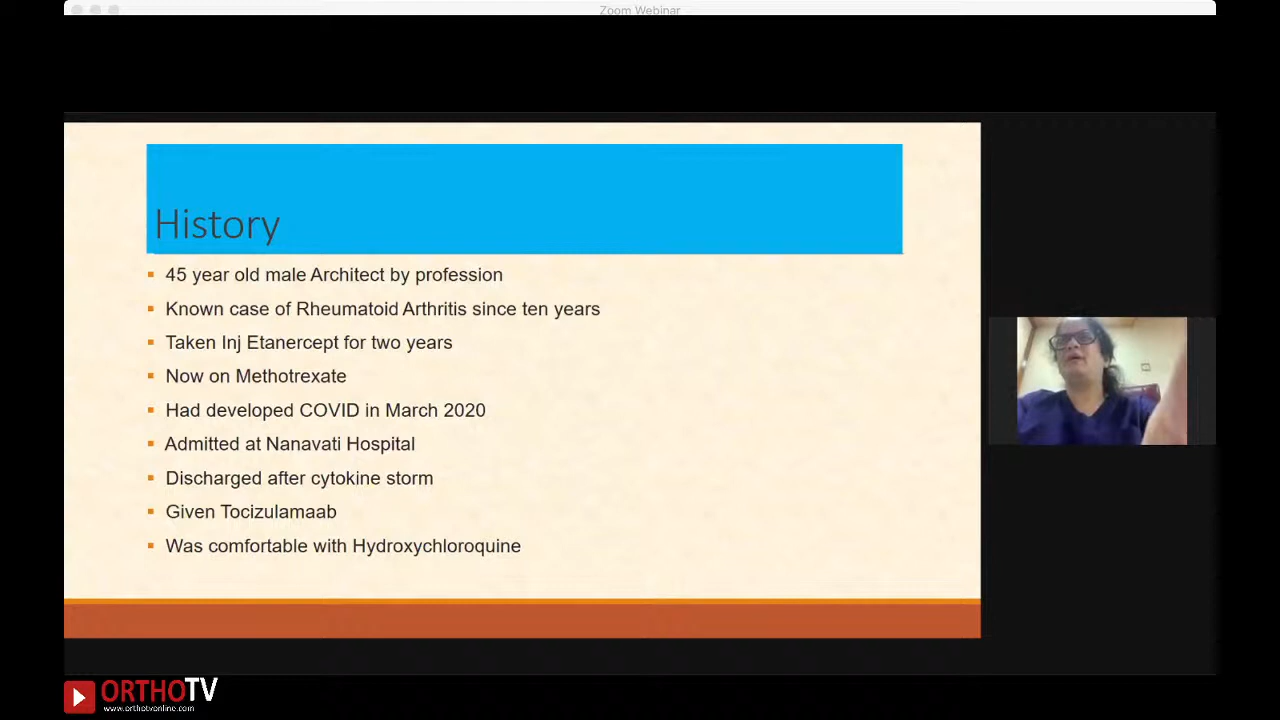 Zoom Webinar
History
45 year old male Architect by profession
Known case of Rheumatoid Arthritis since ten years
Taken Inj Etanercept for two years
Now on Methotrexate
Had developed COVID in March 2020
Admitted at Nanavati Hospital
Discharged after cytokine storm
Given Tocizulamaab
Was comfortable with Hydroxychloroquine
ORTHOTV
www.orthotvonline.com